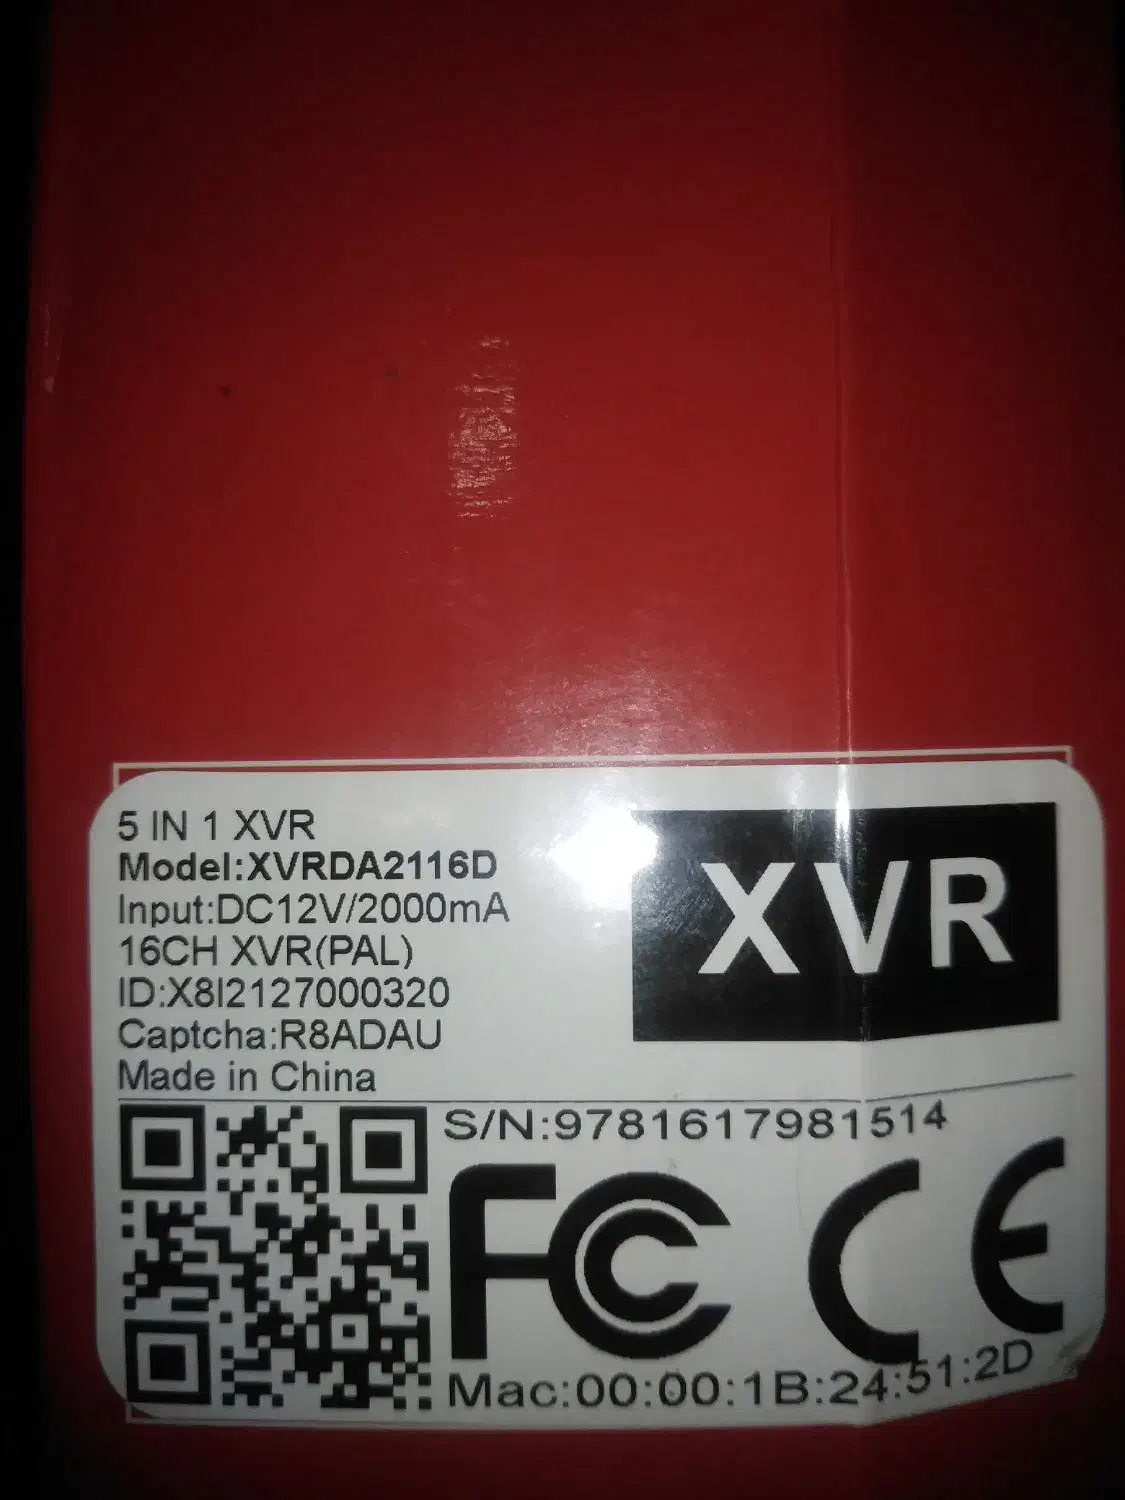 5 IN 1 XVR
Model:XVRDA2116D
Input:DC12V/2000mA
16CH XVR(PAL)
ID:X8I2127000320
Captcha:R8ADAU
Made in China
XVR
S/N:9781617981514
FC CE
Mac:00:00:1B:24:51:2D